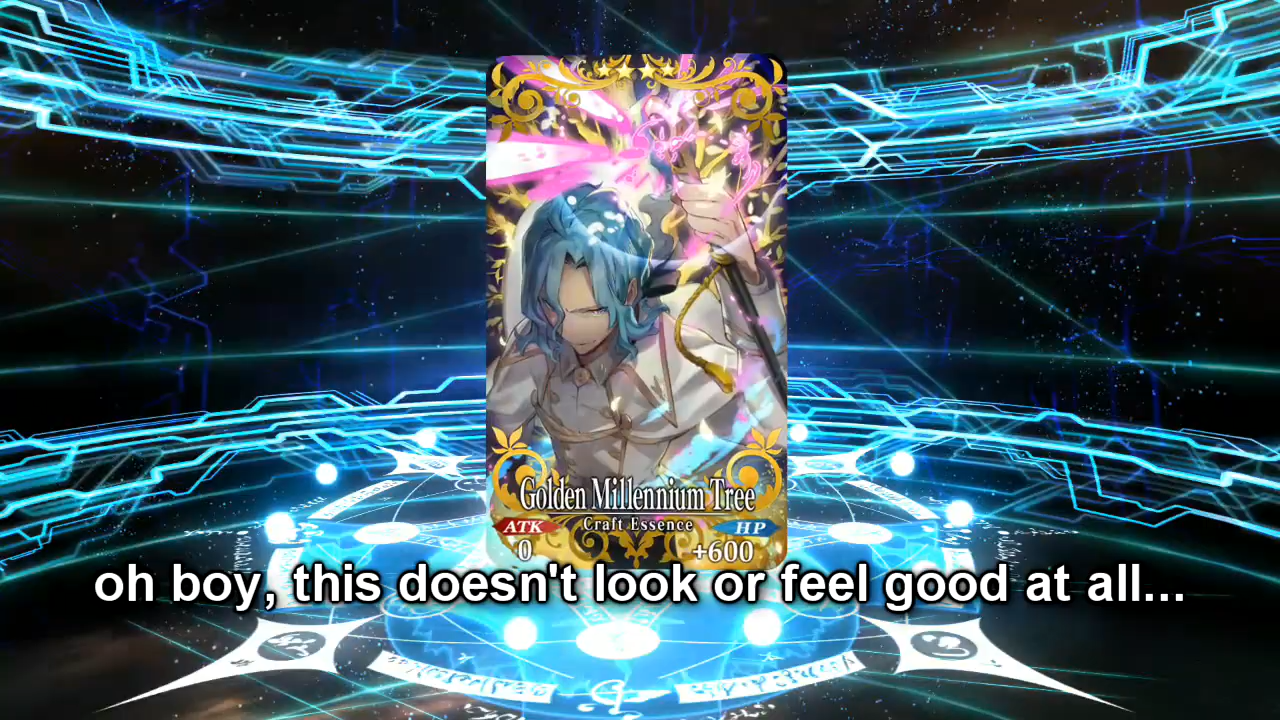 Golden Millennium Tree
ATK Craft Essence HP
0 +600
oh boy, this doesn't look or feel good at all...